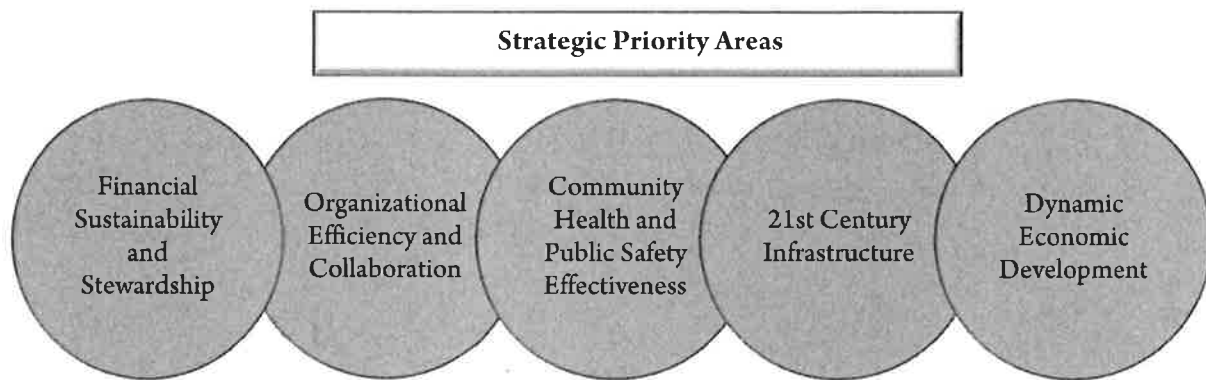 Strategic Priority Areas
Financial
Sustainability
and
Stewardship
Organizational
Efficiency and
Collaboration
Community
Health and
Public Safety
Effectiveness
21st Century
Infrastructure
Dynamic
Economic
Development